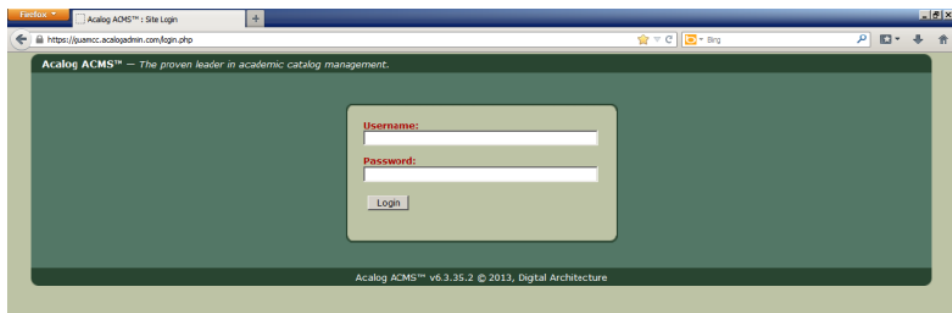 Firefox
Acalog ACMS™ : Site Login
https://guamcc.acalogadmin.com/login.php
Bing
Acalog ACMS™ — The proven leader in academic catalog management.
Username:
Password:
Login
Acalog ACMS™ v6.3.35.2 © 2013, Digital Architecture